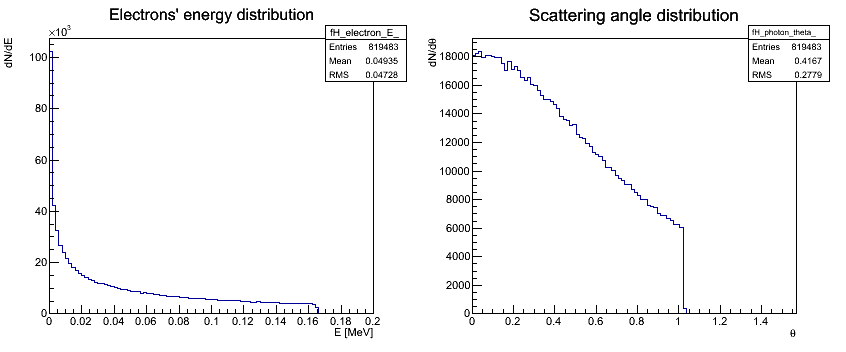 Electrons' energy distribution
fH_electron_E_
Entries 819483
Mean 0.04935
RMS 0.04728
×10³
dN/dE
100
80
60
40
20
0
0 0.02 0.04 0.06 0.08 0.1 0.12 0.14 0.16 0.18 0.2
E [MeV]
Scattering angle distribution
fH_photon_theta_
Entries 819483
Mean 0.4167
RMS 0.2779
dN/dθ
18000
16000
14000
12000
10000
8000
6000
4000
2000
0
0 0.2 0.4 0.6 0.8 1 1.2 1.4
θ